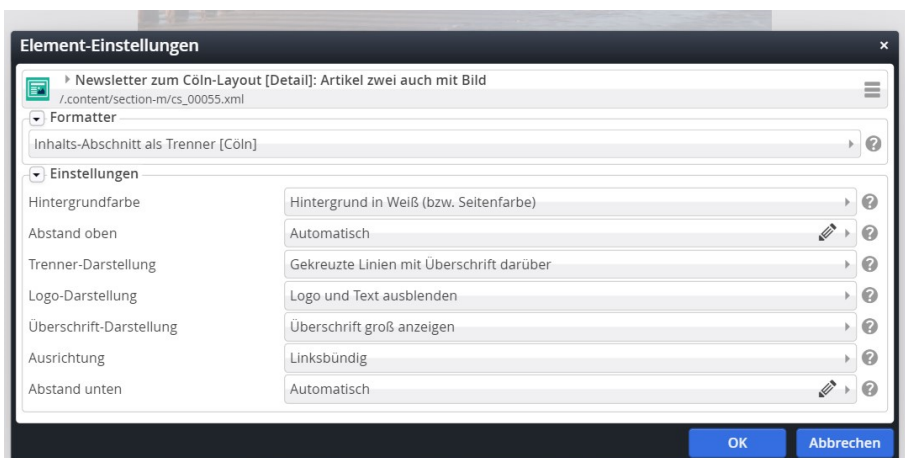 Element-Einstellungen ×
Newsletter zum Cöln-Layout [Detail]: Artikel zwei auch mit Bild
/.content/section-m/cs_00055.xml
Formatter
Inhalts-Abschnitt als Trenner [Cöln]
Einstellungen
Hintergrundfarbe Hintergrund in Weiß (bzw. Seitenfarbe)
Abstand oben Automatisch
Trenner-Darstellung Gekreuzte Linien mit Überschrift darüber
Logo-Darstellung Logo und Text ausblenden
Überschrift-Darstellung Überschrift groß anzeigen
Ausrichtung Linksbündig
Abstand unten Automatisch
OK Abbrechen